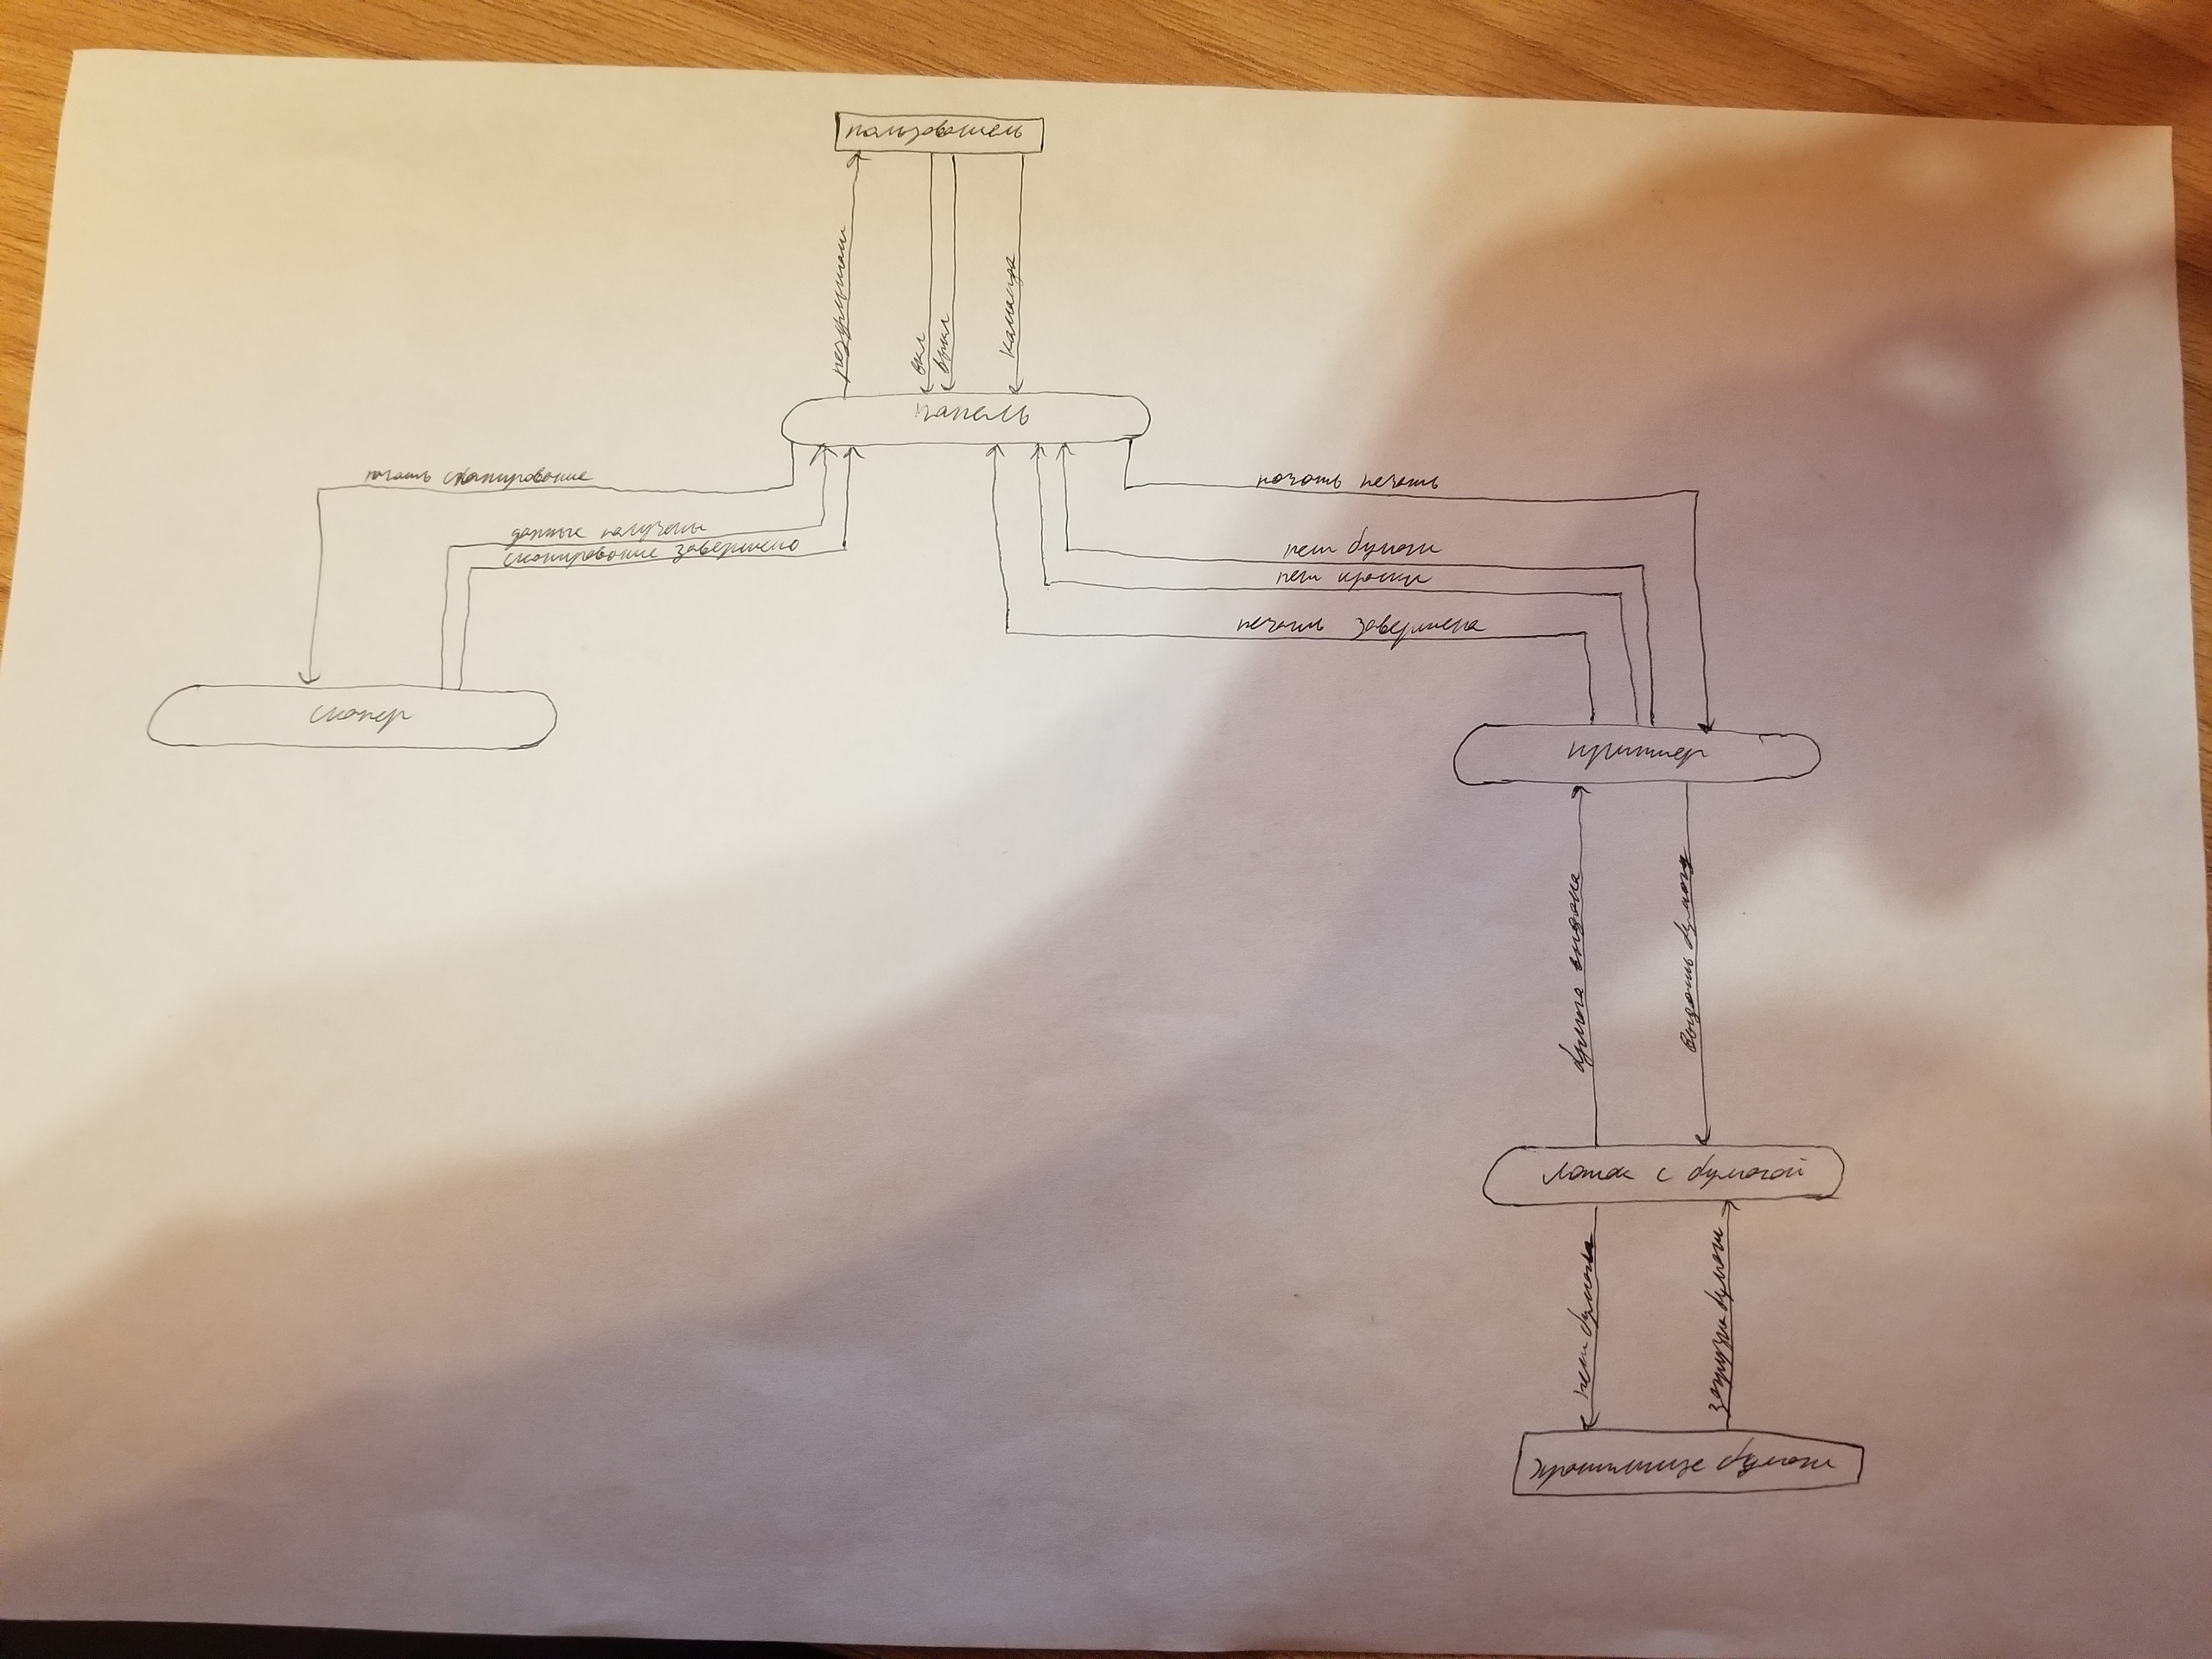 пользователь
результат
вкл
выкл
команда
панель
начать сканирование
данные получены
сканирование завершено
начать печать
нет бумаги
нет краски
печать завершена
сканер
принтер
бумага выдана
выдать бумагу
лоток с бумагой
нет бумаги
загрузка бумаги
хранилище бумаги